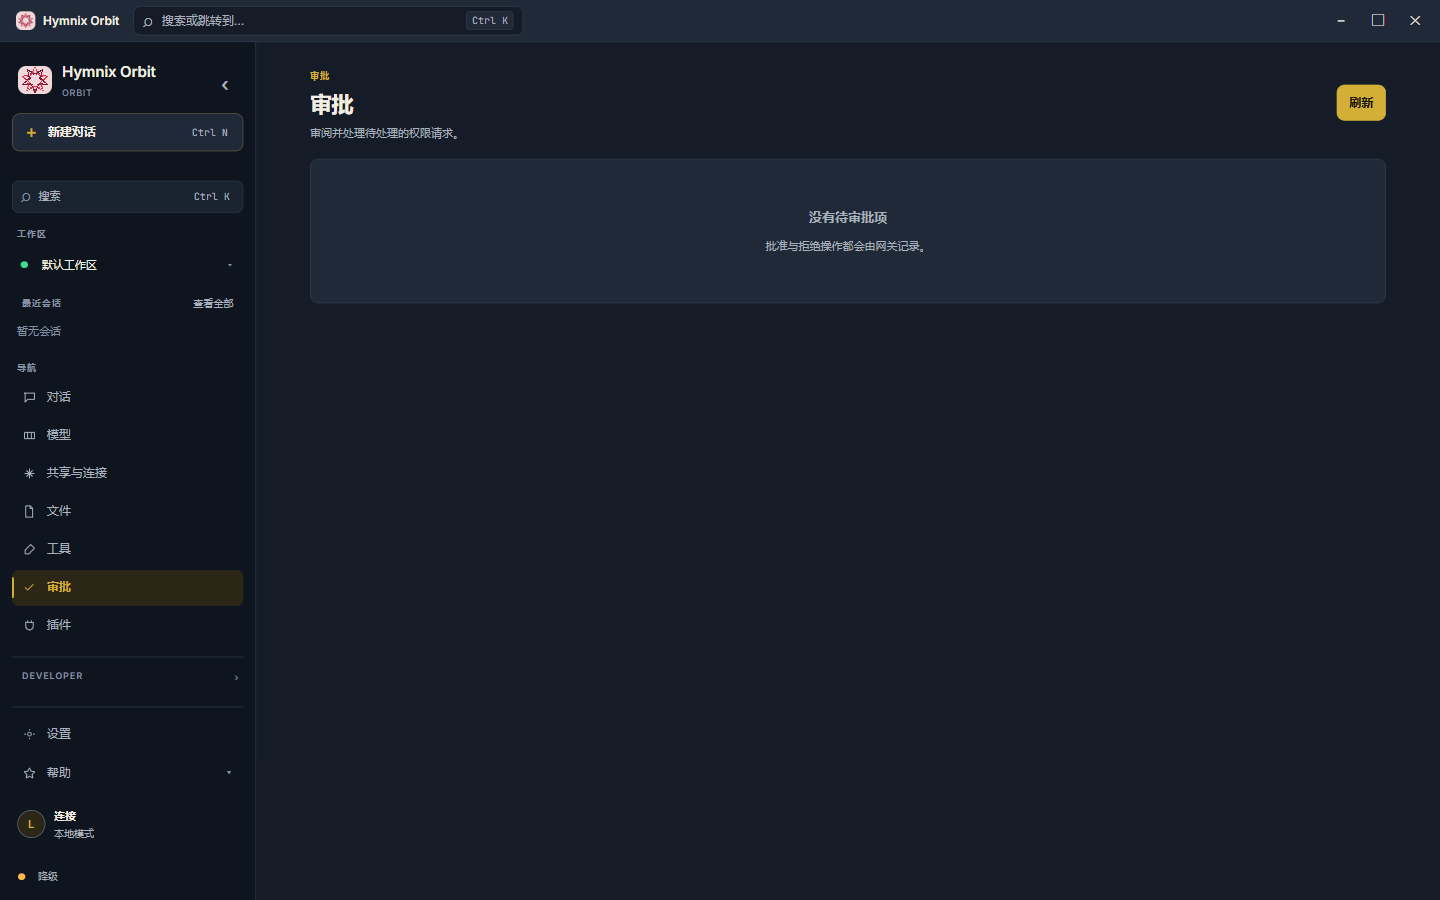 Hymnix Orbit
搜索或跳转到...
Ctrl K
Hymnix Orbit
ORBIT
新建对话
Ctrl N
搜索
Ctrl K
工作区
默认工作区
最近会话
查看全部
暂无会话
导航
对话
模型
共享与连接
文件
工具
审批
插件
DEVELOPER
设置
帮助
L
连接
本地模式
降级
审批
审批
审阅并处理待处理的权限请求。
刷新
没有待审批项
批准与拒绝操作都会由网关记录。